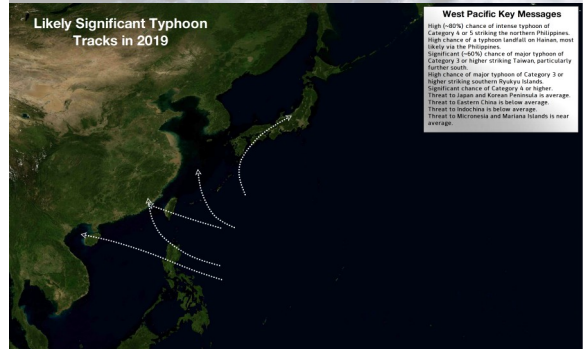 Likely Significant Typhoon
Tracks in 2019
West Pacific Key Messages
High (~80%) chance of intense typhoon of
Category 4 or 5 striking the northern Philippines.
High chance of a typhoon landfall on Hainan, most
likely via the Philippines.
Significant (~60%) chance of major typhoon of
Category 3 or higher striking Taiwan, particularly
further south.
High chance of major typhoon of Category 3 or
higher striking southern Ryukyu Islands.
Significant chance of Category 4 or higher.
Threat to Japan and Korean Peninsula is average.
Threat to Eastern China is below average.
Threat to Indochina is below average.
Threat to Micronesia and Mariana Islands is near
average.